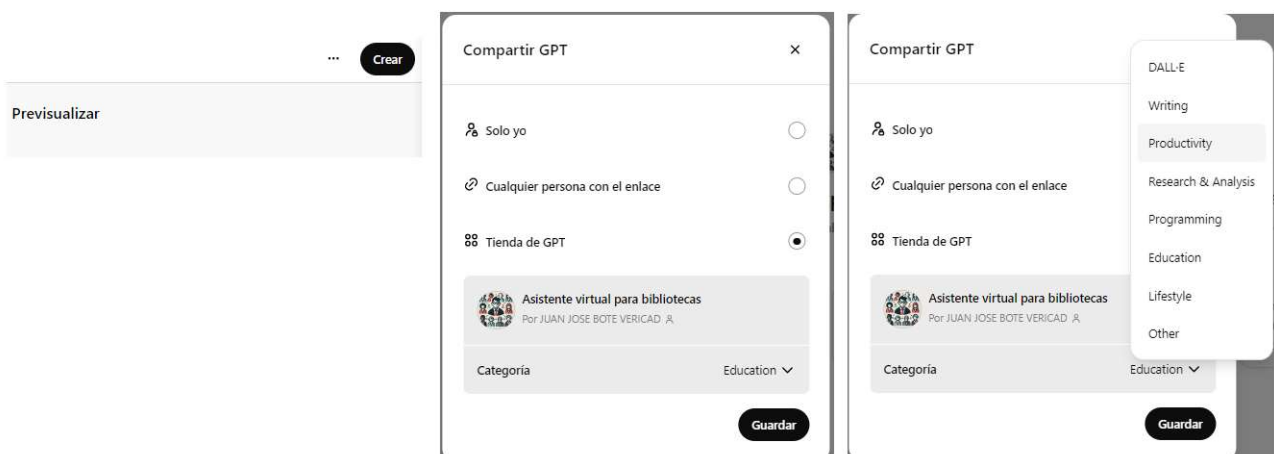 ... Crear
Previsualizar
Compartir GPT
Solo yo
Cualquier persona con el enlace
Tienda de GPT
Asistente virtual para bibliotecas
Por JUAN JOSE BOTE VERICAD
Categoría Education
Guardar
Compartir GPT
Solo yo
Cualquier persona con el enlace
Tienda de GPT
Asistente virtual para bibliotecas
Por JUAN JOSE BOTE VERICAD
Categoría Education
Guardar
DALL·E
Writing
Productivity
Research & Analysis
Programming
Education
Lifestyle
Other